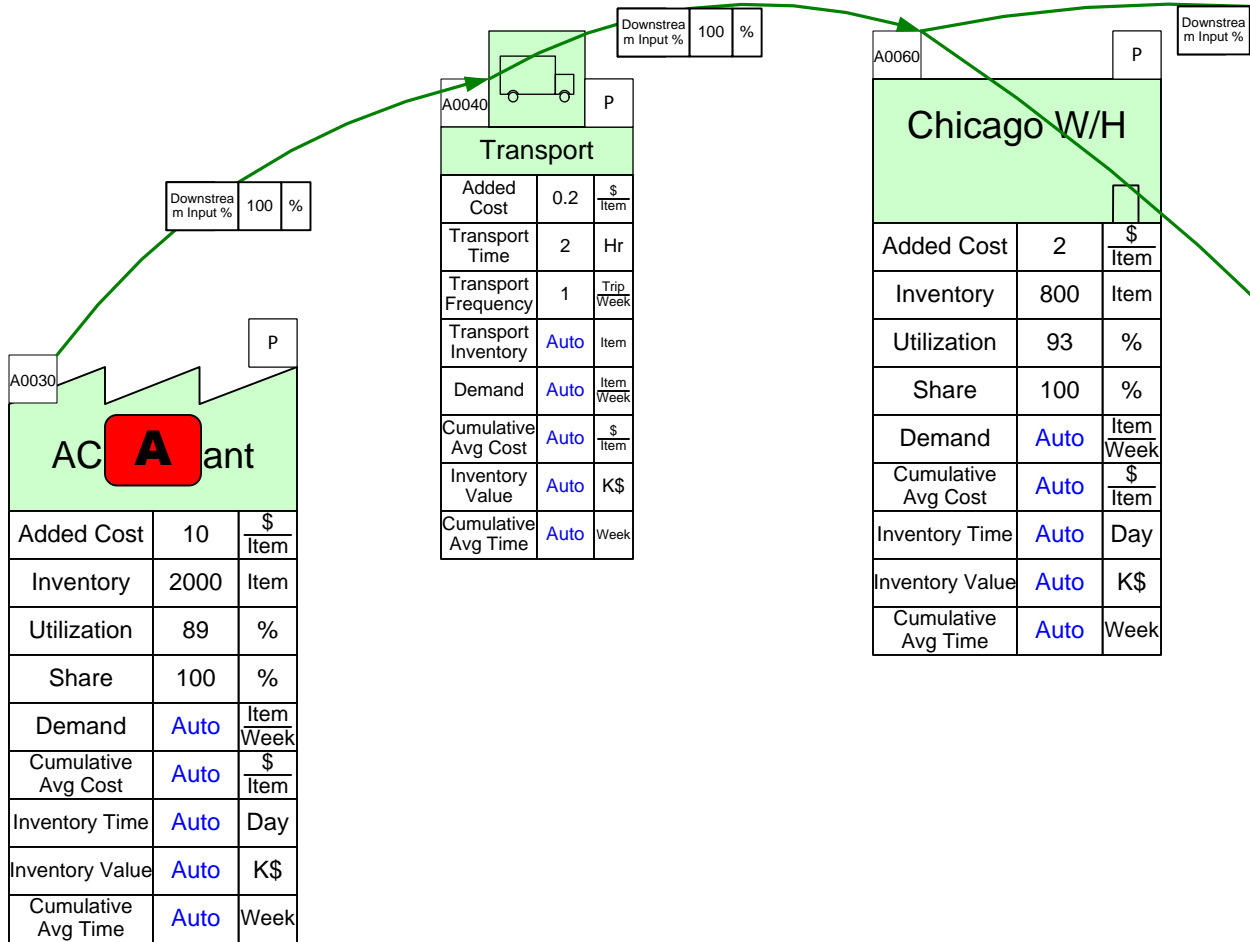 Downstrea
m Input %
100
%
A0030
P
AC
A
ant
Added Cost
10
$
Item
Inventory
2000
Item
Utilization
89
%
Share
100
%
Demand
Auto
Item
Week
Cumulative
Avg Cost
Auto
$
Item
Inventory Time
Auto
Day
Inventory Value
Auto
K$
Cumulative
Avg Time
Auto
Week
Downstrea
m Input %
100
%
A0040
P
Transport
Added
Cost
0.2
$
Item
Transport
Time
2
Hr
Transport
Frequency
1
Trip
Week
Transport
Inventory
Auto
Item
Demand
Auto
Item
Week
Cumulative
Avg Cost
Auto
$
Item
Inventory
Value
Auto
K$
Cumulative
Avg Time
Auto
Week
A0060
P
Chicago W/H
Added Cost
2
$
Item
Inventory
800
Item
Utilization
93
%
Share
100
%
Demand
Auto
Item
Week
Cumulative
Avg Cost
Auto
$
Item
Inventory Time
Auto
Day
Inventory Value
Auto
K$
Cumulative
Avg Time
Auto
Week
Downstrea
m Input %